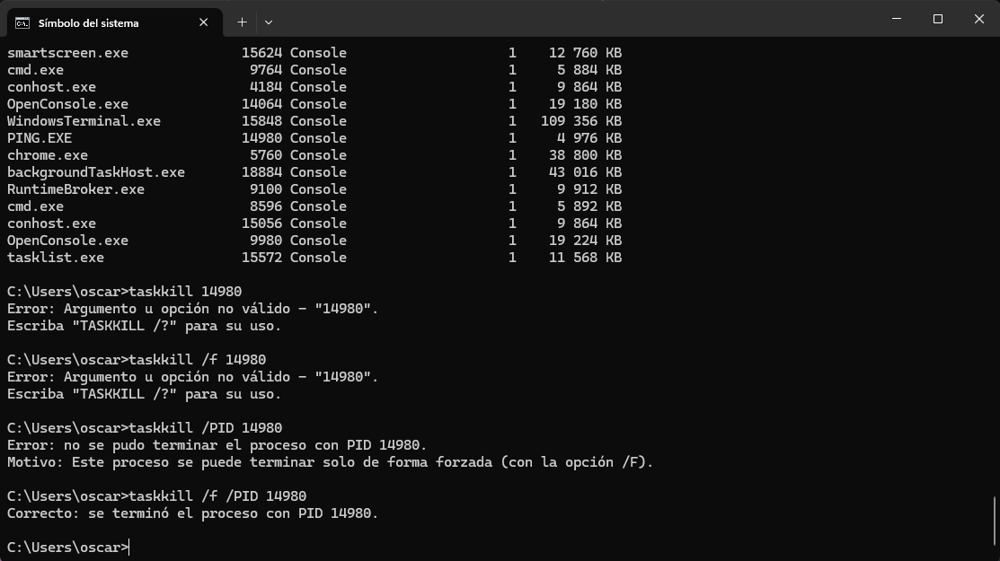 Símbolo del sistema
smartscreen.exe 15624 Console 1 12 760 KB
cmd.exe 9764 Console 1 5 884 KB
conhost.exe 4184 Console 1 9 864 KB
OpenConsole.exe 14064 Console 1 19 180 KB
WindowsTerminal.exe 15848 Console 1 109 356 KB
PING.EXE 14980 Console 1 4 976 KB
chrome.exe 5760 Console 1 38 800 KB
backgroundTaskHost.exe 18884 Console 1 43 016 KB
RuntimeBroker.exe 9100 Console 1 9 912 KB
cmd.exe 8596 Console 1 5 892 KB
conhost.exe 15056 Console 1 9 864 KB
OpenConsole.exe 9980 Console 1 19 224 KB
tasklist.exe 15572 Console 1 11 568 KB
C:\Users\oscar>taskkill 14980
Error: Argumento u opción no válido - "14980".
Escriba "TASKKILL /?" para su uso.
C:\Users\oscar>taskkill /f 14980
Error: Argumento u opción no válido - "14980".
Escriba "TASKKILL /?" para su uso.
C:\Users\oscar>taskkill /PID 14980
Error: no se pudo terminar el proceso con PID 14980.
Motivo: Este proceso se puede terminar solo de forma forzada (con la opción /F).
C:\Users\oscar>taskkill /f /PID 14980
Correcto: se terminó el proceso con PID 14980.
C:\Users\oscar>